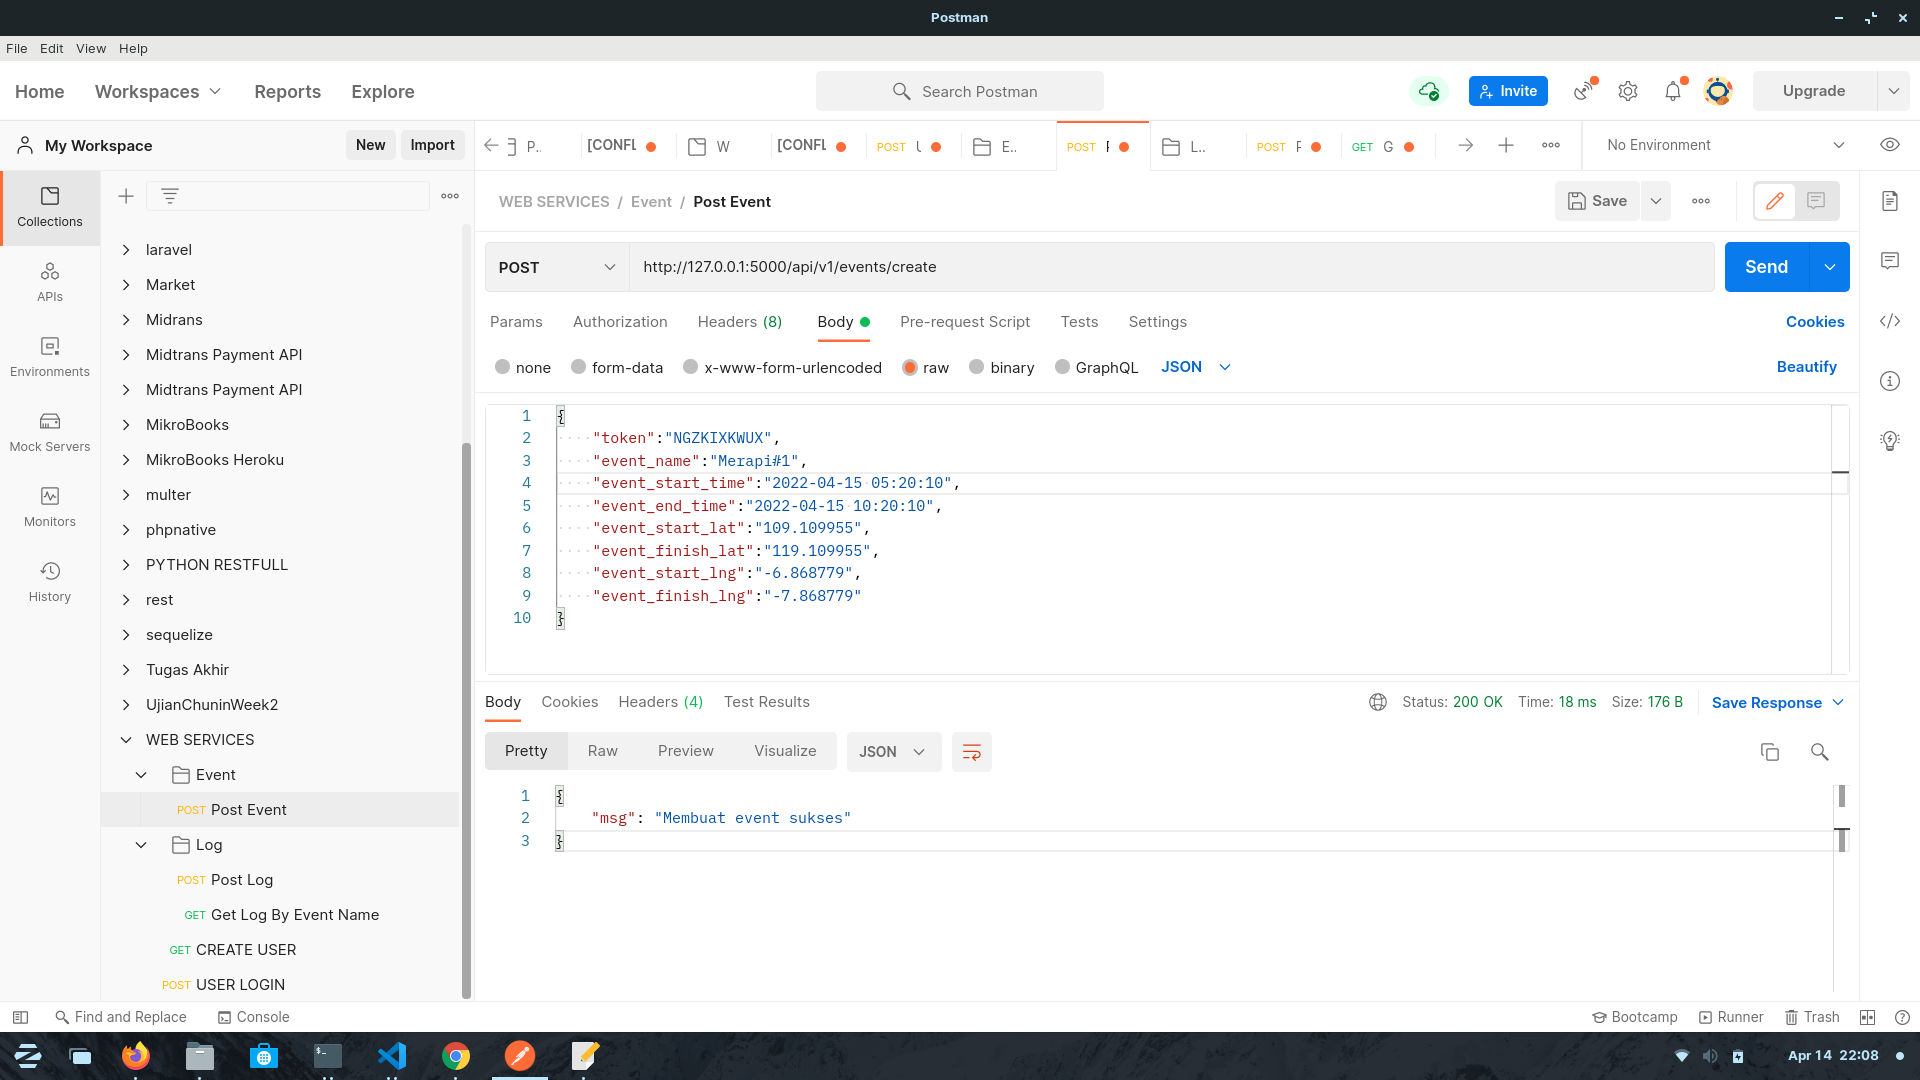 Postman
File Edit View Help
Home Workspaces Reports Explore
Search Postman
Invite
Upgrade
My Workspace
New Import
P..
[CONFL
W
[CONFL
POST
E..
POST
L..
POST
GET G
No Environment
Collections
APIs
Environments
Mock Servers
Monitors
History
laravel
Market
Midrans
Midtrans Payment API
Midtrans Payment API
MikroBooks
MikroBooks Heroku
multer
phpnative
PYTHON RESTFULL
rest
sequelize
Tugas Akhir
UjianChuninWeek2
WEB SERVICES
Event
POST Post Event
Log
POST Post Log
GET Get Log By Event Name
GET CREATE USER
POST USER LOGIN
WEB SERVICES / Event / Post Event
Save
POST
http://127.0.0.1:5000/api/v1/events/create
Send
Params Authorization Headers (8) Body Pre-request Script Tests Settings
Cookies
none form-data x-www-form-urlencoded raw binary GraphQL JSON
Beautify
1 {
2 "token":"NGZKIXKWUX",
3 "event_name":"Merapi#1",
4 "event_start_time":"2022-04-15 05:20:10",
5 "event_end_time":"2022-04-15 10:20:10",
6 "event_start_lat":"109.109955",
7 "event_finish_lat":"119.109955",
8 "event_start_lng":"-6.868779",
9 "event_finish_lng":"-7.868779"
10 }
Body Cookies Headers (4) Test Results
Status: 200 OK Time: 18 ms Size: 176 B
Save Response
Pretty Raw Preview Visualize
JSON
1 {
2 "msg": "Membuat event sukses"
3 }
Find and Replace Console
Bootcamp Runner Trash
Apr 14 22:08